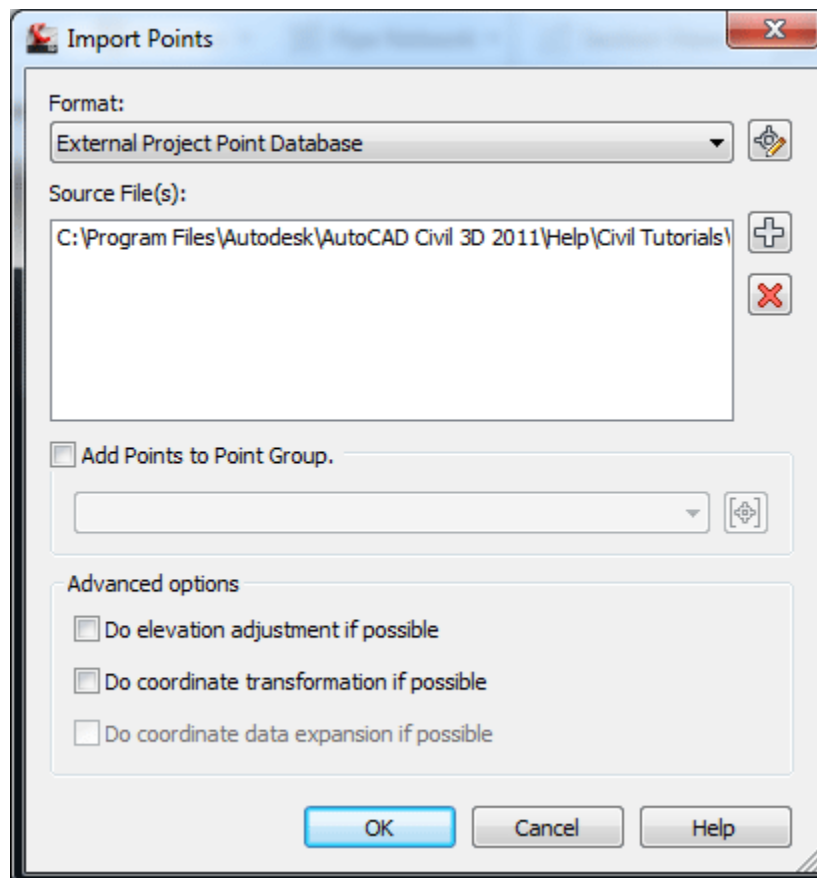 Import Points
Format:
External Project Point Database
Source File(s):
C:\Program Files\Autodesk\AutoCAD Civil 3D 2011\Help\Civil Tutorials\
Add Points to Point Group.
Advanced options
Do elevation adjustment if possible
Do coordinate transformation if possible
Do coordinate data expansion if possible
OK
Cancel
Help